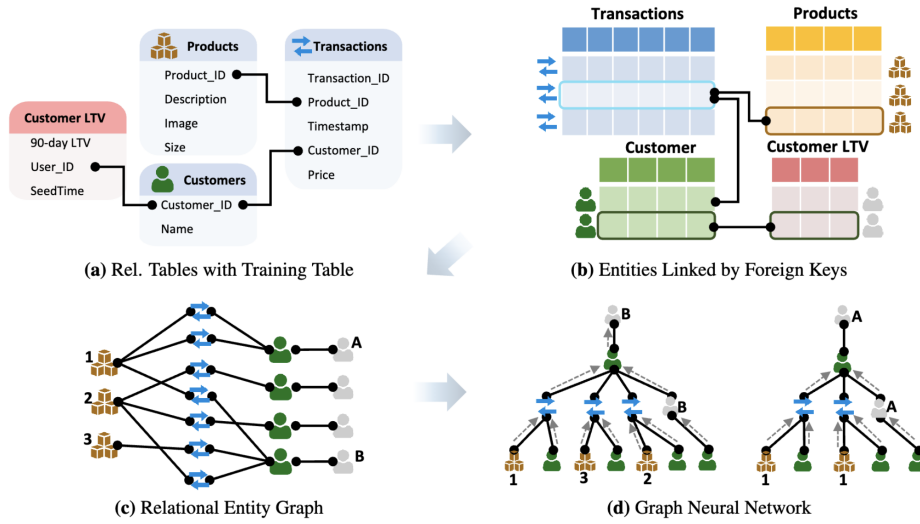 Products
Product_ID
Description
Image
Size
Transactions
Transaction_ID
Product_ID
Timestamp
Customer_ID
Price
Customer LTV
90-day LTV
User_ID
SeedTime
Customers
Customer_ID
Name
(a) Rel. Tables with Training Table
Transactions
Products
Customer
Customer LTV
(b) Entities Linked by Foreign Keys
1
2
3
A
B
(c) Relational Entity Graph
B
B
1
3
2
A
A
1
1
(d) Graph Neural Network